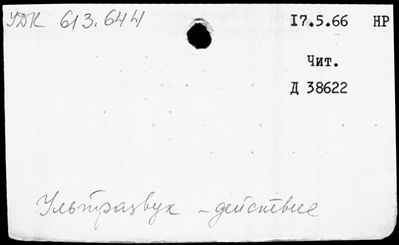 УДК 613.644
17.5.66 НР
Чит.
Д 38622
Ультразвук - действие